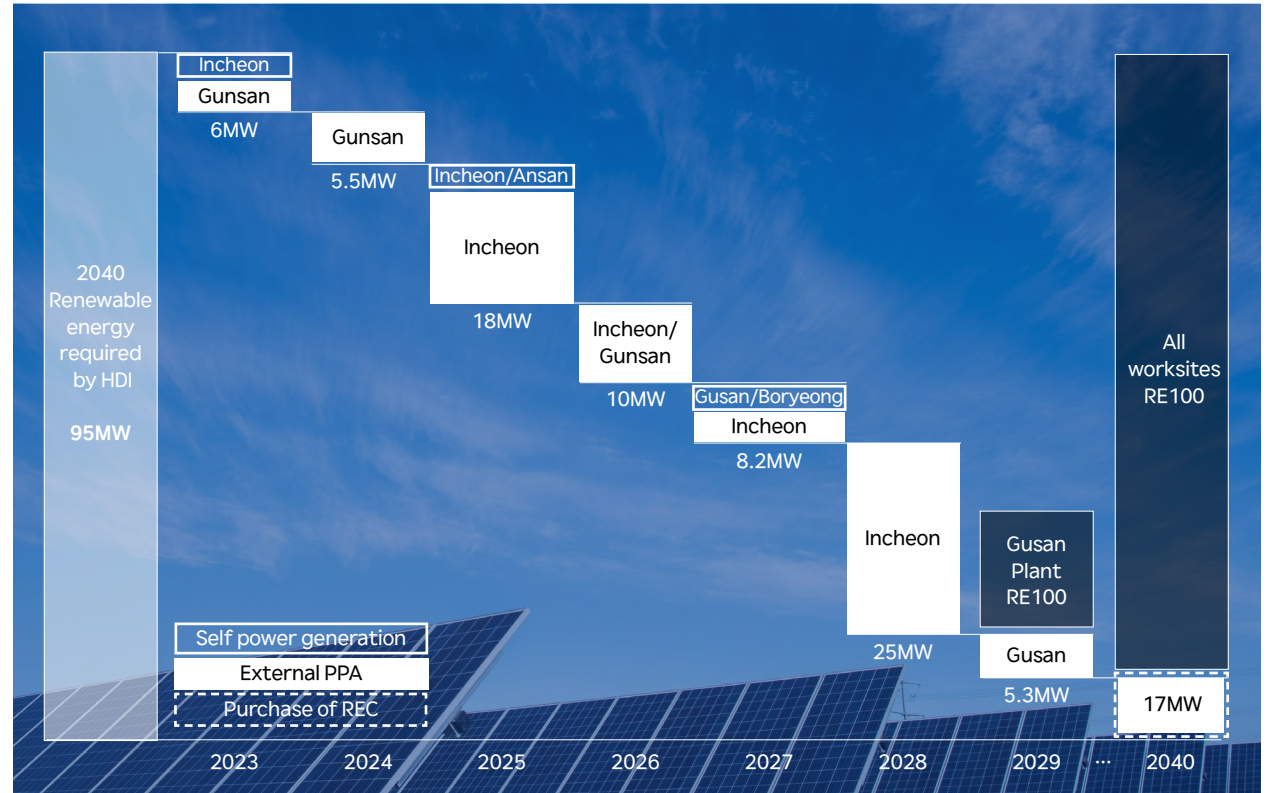 2040
Renewable
energy
required
by HDI
95MW
Incheon
Gunsan
6MW
Gunsan
5.5MW
Incheon/Ansan
Incheon
18MW
Incheon/
Gunsan
10MW
Gusan/Boryeong
Incheon
8.2MW
Incheon
25MW
Gusan
Plant
RE100
Gusan
5.3MW
All
worksites
RE100
17MW
Self power generation
External PPA
Purchase of REC
2023 2024 2025 2026 2027 2028 2029 ... 2040